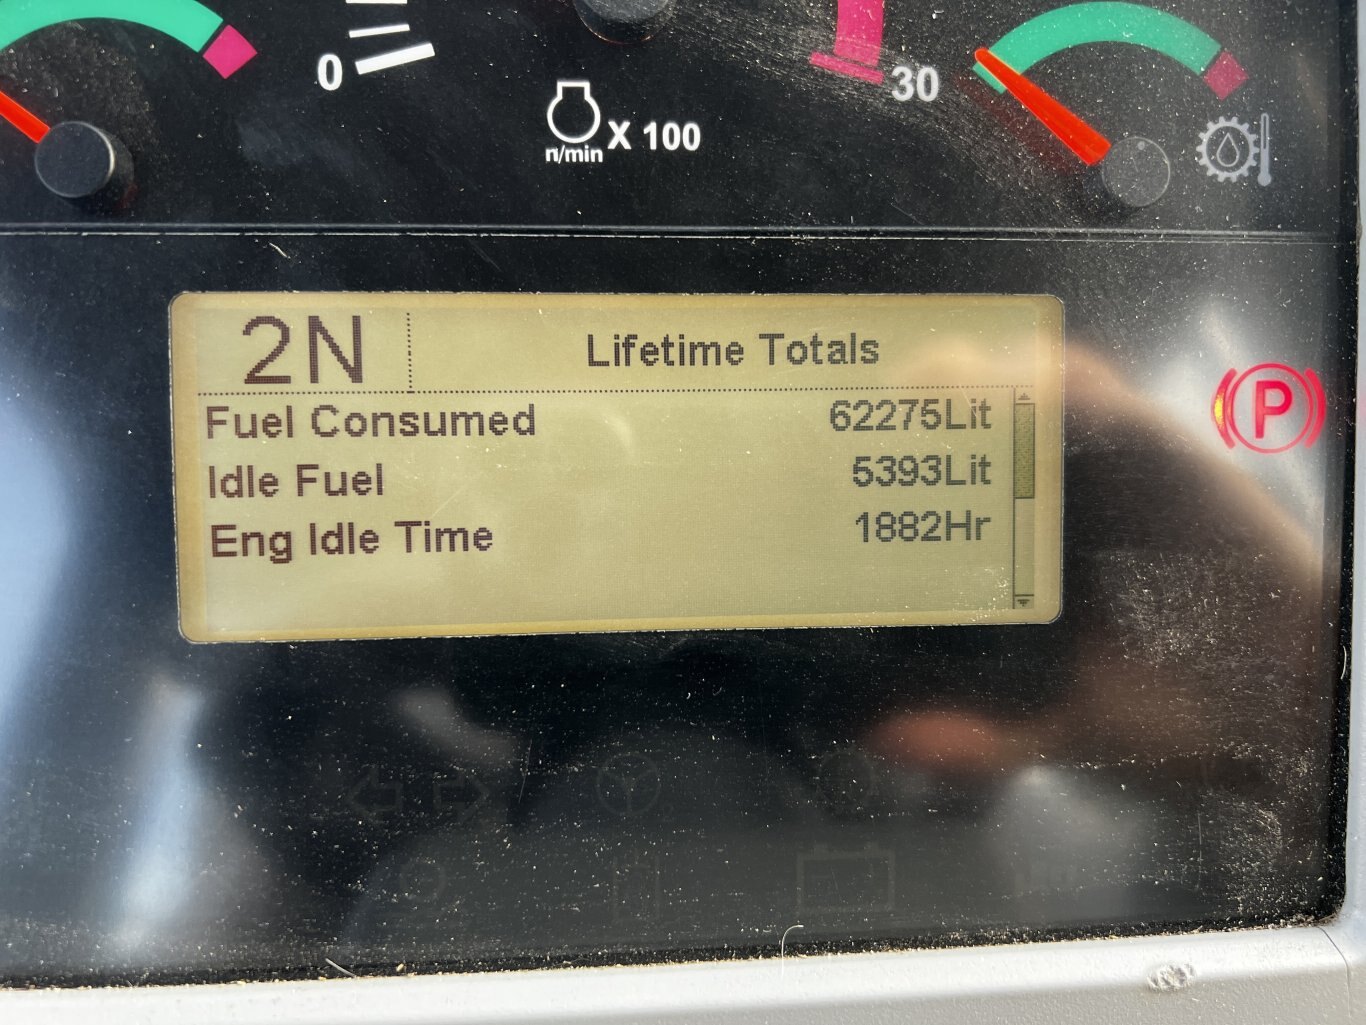 0
30
n/min X 100
2N Lifetime Totals
Fuel Consumed 62275Lit
Idle Fuel 5393Lit
Eng Idle Time 1882Hr
P